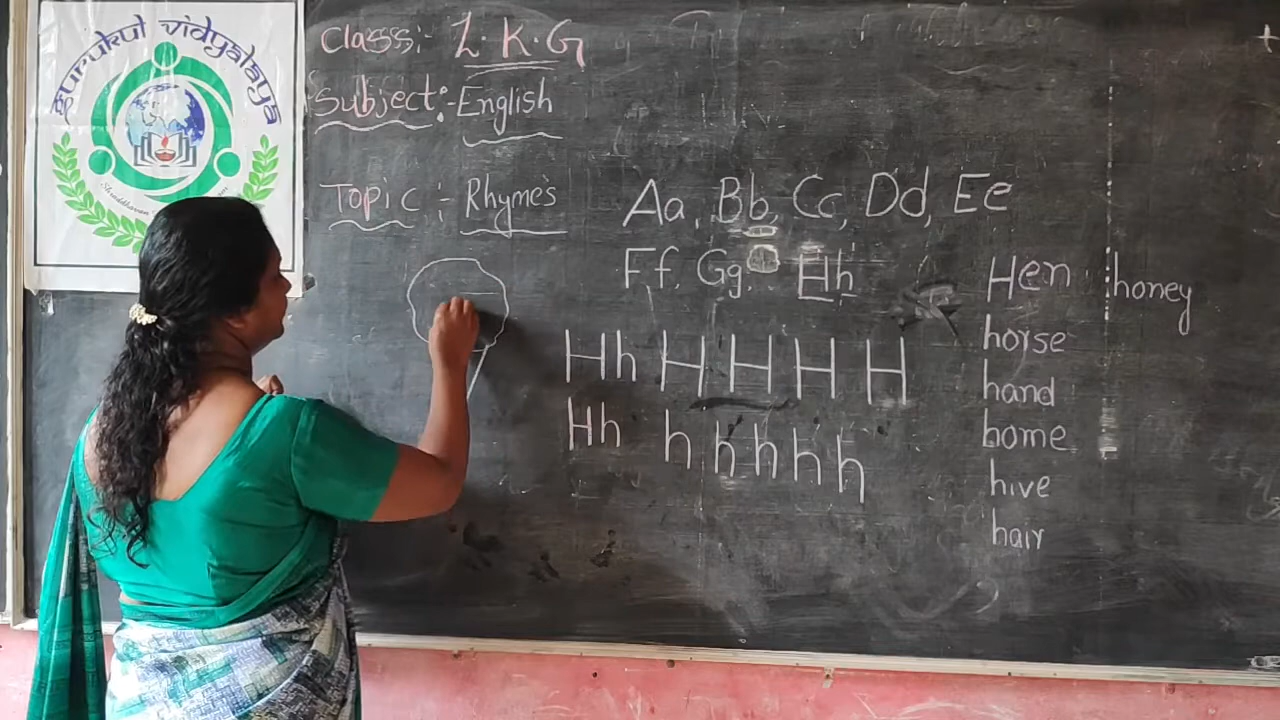 Gurukul Vidyalaya
Classs:- L.K.G
Subject:-English
Topic :- Rhymes
Aa, Bb, Cc, Dd, Ee
Ff, Gg, Hh
Hh H H H H
Hh h h h h h
Hen
horse
hand
home
hive
hair
honey